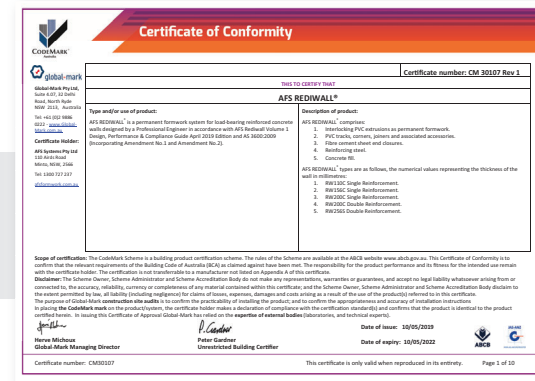 Certificate of Conformity
CODEMARK
Australia
Certificate number: CM 30107 Rev 1
global-mark
THIS TO CERTIFY THAT
Global-Mark Pty Ltd,
Suite 4.07, 32 Delhi
Road, North Ryde
NSW 2113, Australia
Tel: +61 (0)2 9886
0222 - www.Global-
Mark.com.au
Certificate Holder:
AFS Systems Pty Ltd
110 Airds Road
Minto, NSW, 2566
Tel: 1300 727 237
afsformwork.com.au
AFS REDIWALL®
Type and/or use of product:
AFS REDIWALL® is a permanent formwork system for load-bearing reinforced concrete
walls designed by a Professional Engineer in accordance with AFS Rediwall Volume 1
Design, Performance & Compliance Guide April 2019 Edition and AS 3600:2009
(Incorporating Amendment No.1 and Amendment No.2).
Description of product:
AFS REDIWALL® comprises:
1. Interlocking PVC extrusions as permanent formwork.
2. PVC tracks, corners, joiners and associated accessories.
3. Fibre cement sheet end closures.
4. Reinforcing steel.
5. Concrete fill.
AFS REDIWALL® types are as follows, the numerical values representing the thickness of the
wall in millimetres:
1. RW110C Single Reinforcement.
2. RW156C Single Reinforcement.
3. RW200C Single Reinforcement.
4. RW200C Double Reinforcement.
5. RW256S Double Reinforcement.
Scope of certification: The CodeMark Scheme is a building product certification scheme. The rules of the Scheme are available at the ABCB website www.abcb.gov.au. This Certificate of Conformity is to
confirm that the relevant requirements of the Building Code of Australia (BCA) as claimed against have been met. The responsibility for the product performance and its fitness for the intended use remain
with the certificate holder. The certification is not transferrable to a manufacturer not listed on Appendix A of this certificate.
Disclaimer: The Scheme Owner, Scheme Administrator and Scheme Accreditation Body do not make any representations, warranties or guarantees, and accept no legal liability whatsoever arising from or
connected to, the accuracy, reliability, currency or completeness of any material contained within this certificate; and the Scheme Owner, Scheme Administrator and Scheme Accreditation Body disclaim to
the extent permitted by law, all liability (including negligence) for claims of losses, expenses, damages and costs arising as a result of the use of the product(s) referred to in this certificate.
The purpose of Global-Mark construction site audits is to confirm the practicability of installing the product; and to confirm the appropriateness and accuracy of installation instructions
In placing the CodeMark mark on the product/system, the certificate holder makes a declaration of compliance with the certification standard(s) and confirms that the product is identical to the product
certified herein. In issuing this Certificate of Approval Global-Mark has relied on the expertise of external bodies (laboratories, and technical experts).
P. Gardner
Herve Michoux
Global-Mark Managing Director
Peter Gardner
Unrestricted Building Certifier
Date of issue: 10/05/2019
Date of expiry: 10/05/2022
ABCB
JAS-ANZ
Certificate number: CM30107
This certificate is only valid when reproduced in its entirety.
Page 1 of 10